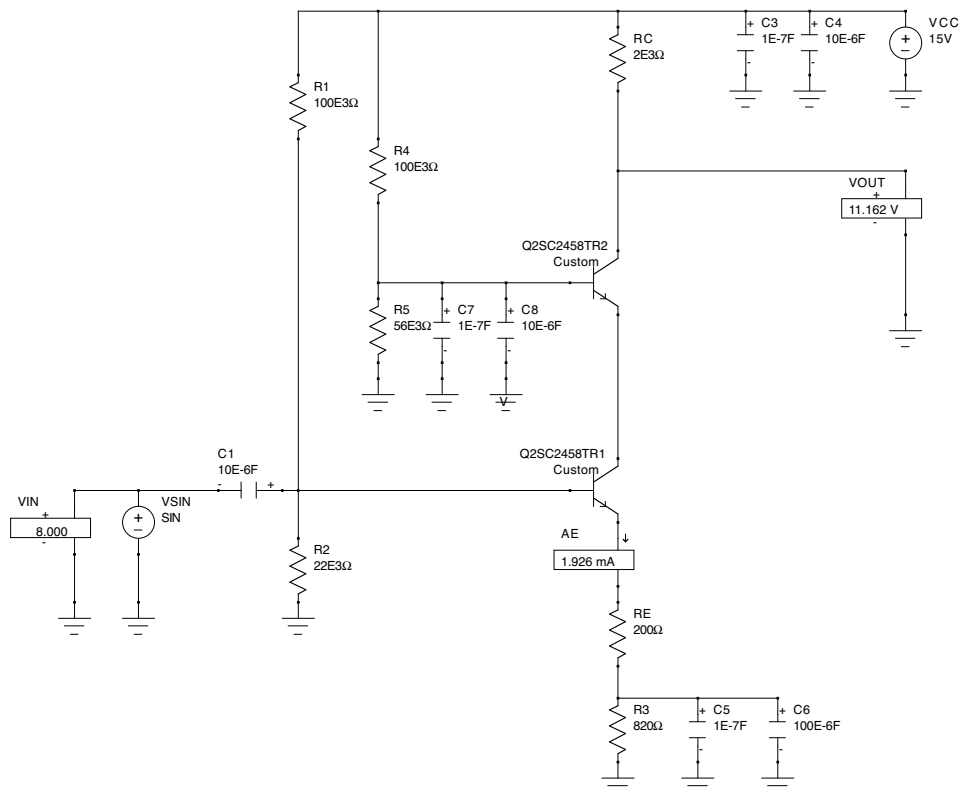 C3
1E-7F
C4
10E-6F
VCC
15V
RC
2E3Ω
R1
100E3Ω
R4
100E3Ω
VOUT
+
11.162 V
-
Q2SC2458TR2
Custom
R5
56E3Ω
C7
1E-7F
C8
10E-6F
V
C1
10E-6F
Q2SC2458TR1
Custom
VIN
+
8.000
-
VSIN
SIN
AE
1.926 mA
R2
22E3Ω
RE
200Ω
R3
820Ω
C5
1E-7F
C6
100E-6F